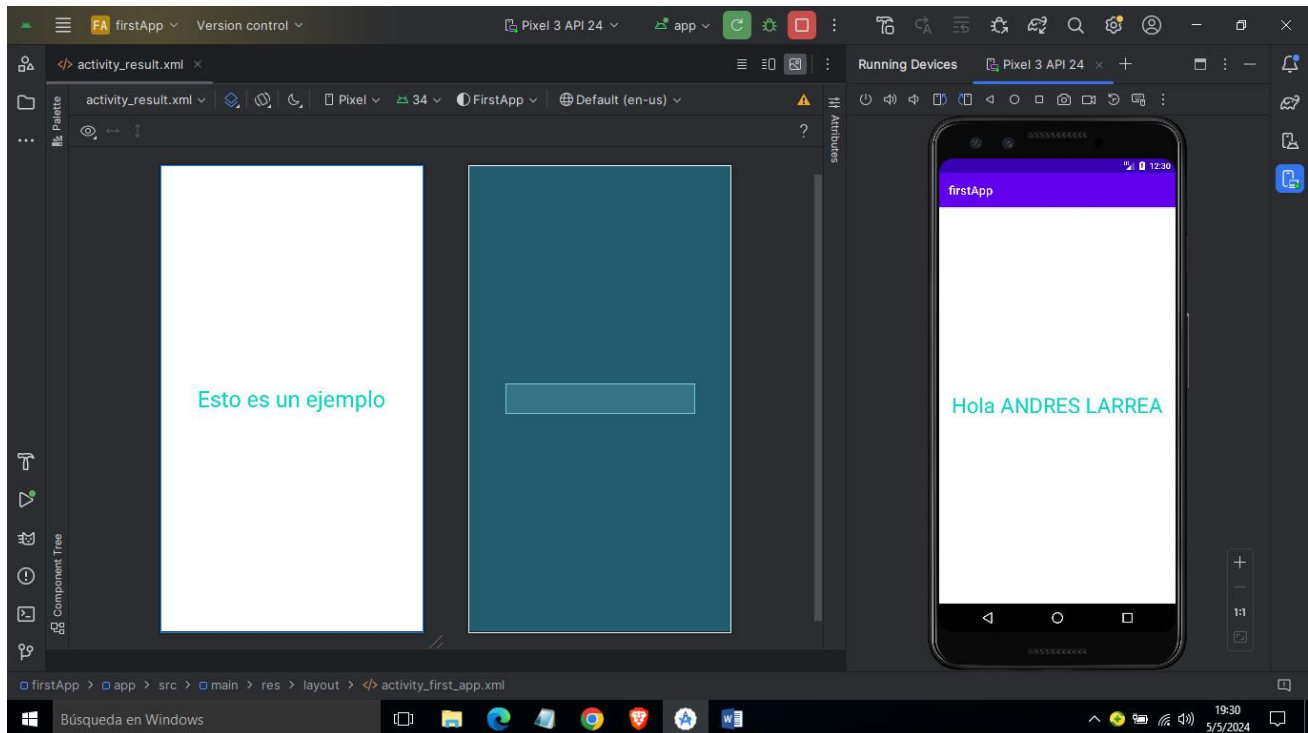 FA firstApp Version control Pixel 3 API 24 app
activity_result.xml
Running Devices Pixel 3 API 24
activity_result.xml Pixel 34 FirstApp Default (en-us)
Palette
?
Attributes
12:30
firstApp
Esto es un ejemplo
Hola ANDRES LARREA
Component Tree
1:1
firstApp > app > src > main > res > layout > activity_first_app.xml
Búsqueda en Windows
19:30
5/5/2024